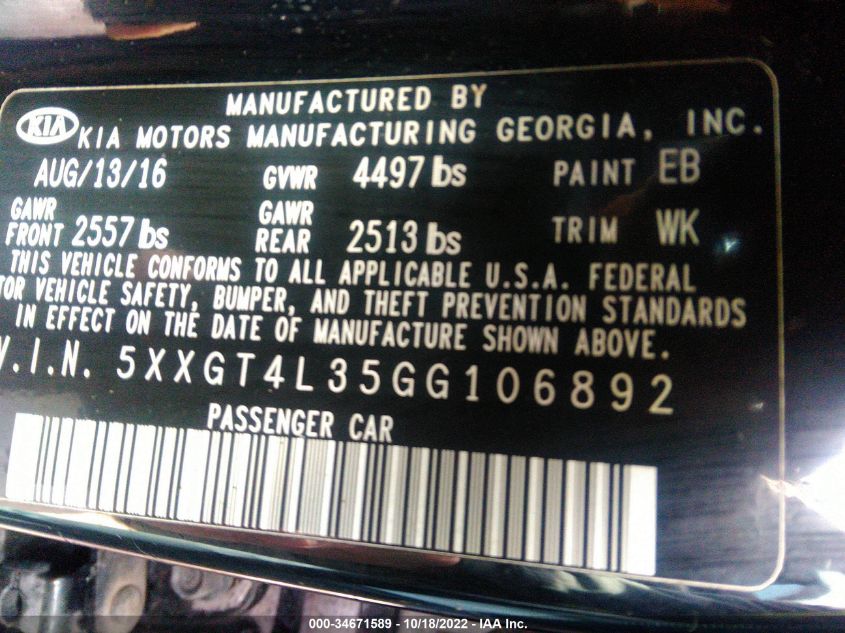 MANUFACTURED BY
KIA KIA MOTORS MANUFACTURING GEORGIA, INC.
AUG/13/16 GVWR 4497 lbs PAINT EB
GAWR FRONT 2557 lbs GAWR REAR 2513 lbs TRIM WK
THIS VEHICLE CONFORMS TO ALL APPLICABLE U.S.A. FEDERAL
TOR VEHICLE SAFETY, BUMPER, AND THEFT PREVENTION STANDARDS
IN EFFECT ON THE DATE OF MANUFACTURE SHOWN ABOVE.
V.I.N. 5XXGT4L35GG106892
PASSENGER CAR
000-34671589 - 10/18/2022 - IAA Inc.